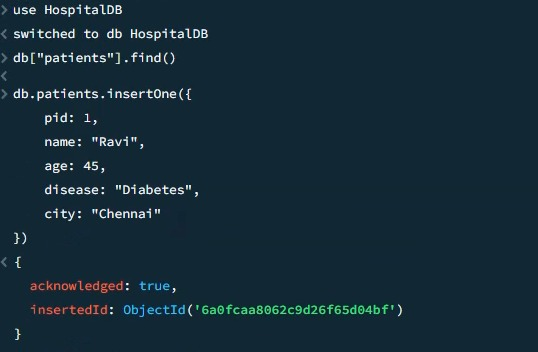 > use HospitalDB
< switched to db HospitalDB
> db["patients"].find()
<
> db.patients.insertOne({
    pid: 1,
    name: "Ravi",
    age: 45,
    disease: "Diabetes",
    city: "Chennai"
})
< {
  acknowledged: true,
  insertedId: ObjectId('6a0fcaa8062c9d26f65d04bf')
}